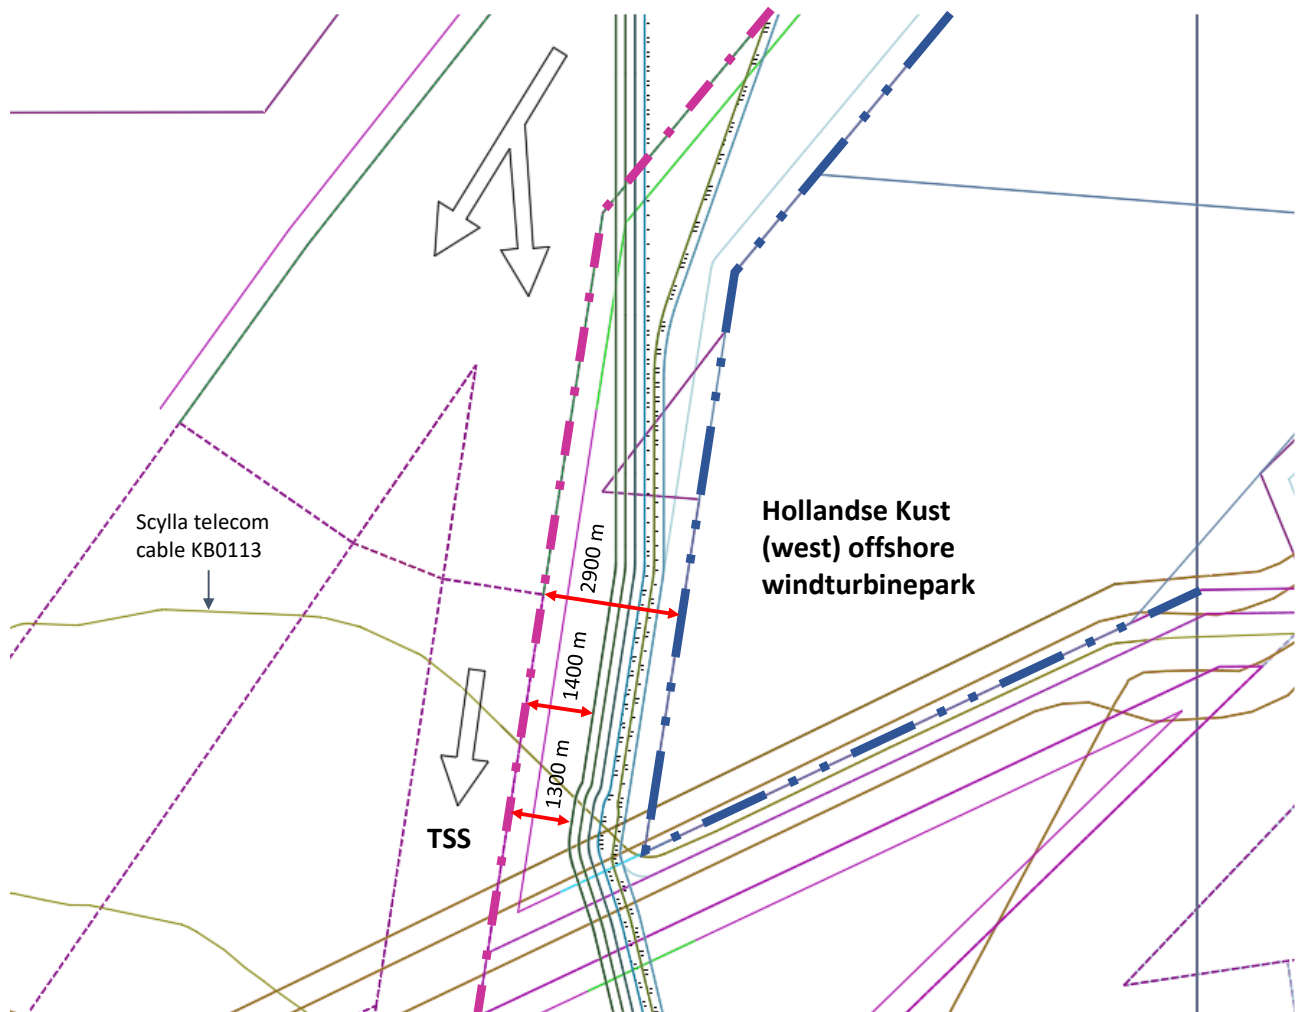 Scylla telecom
cable KB0113
Hollandse Kust
(west) offshore
windturbinepark
2900 m
1400 m
1300 m
TSS